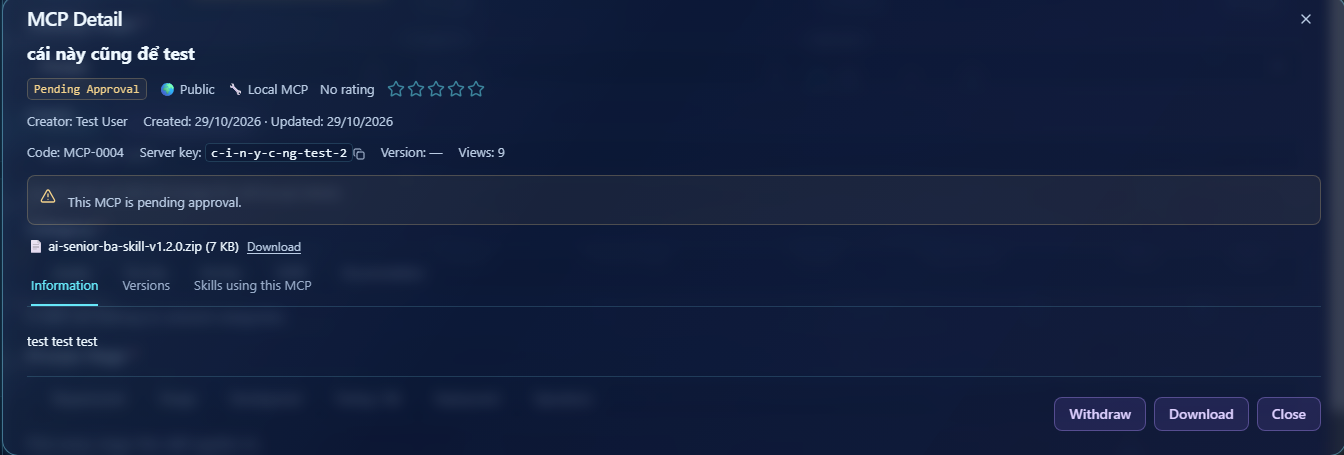 MCP Detail
cái này cũng để test
Pending Approval Public Local MCP No rating
Creator: Test User Created: 29/10/2026 · Updated: 29/10/2026
Code: MCP-0004 Server key: c-i-n-y-c-ng-test-2 Version: — Views: 9
This MCP is pending approval.
ai-senior-ba-skill-v1.2.0.zip (7 KB) Download
Information Versions Skills using this MCP
test test test
Withdraw Download Close